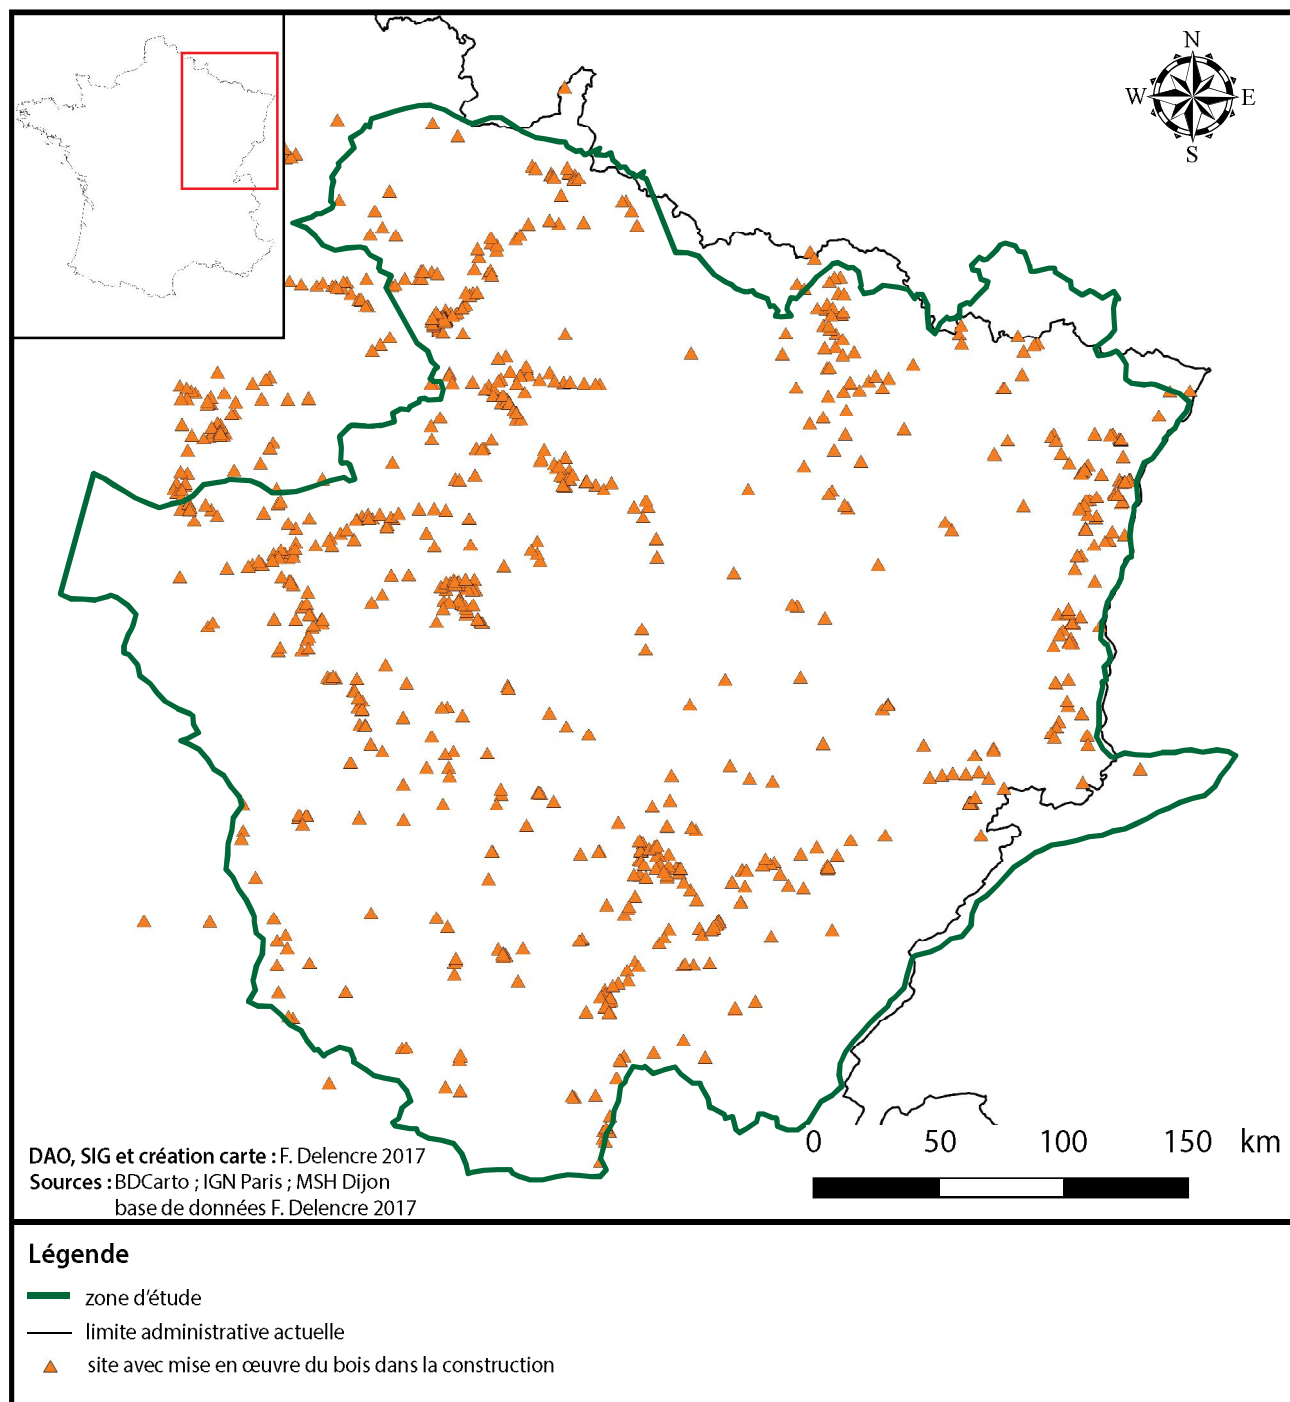 N
W E
S
0 50 100 150 km
DAO, SIG et création carte : F. Delencre 2017
Sources : BDCarto ; IGN Paris ; MSH Dijon
base de données F. Delencre 2017
Légende
zone d'étude
limite administrative actuelle
site avec mise en œuvre du bois dans la construction